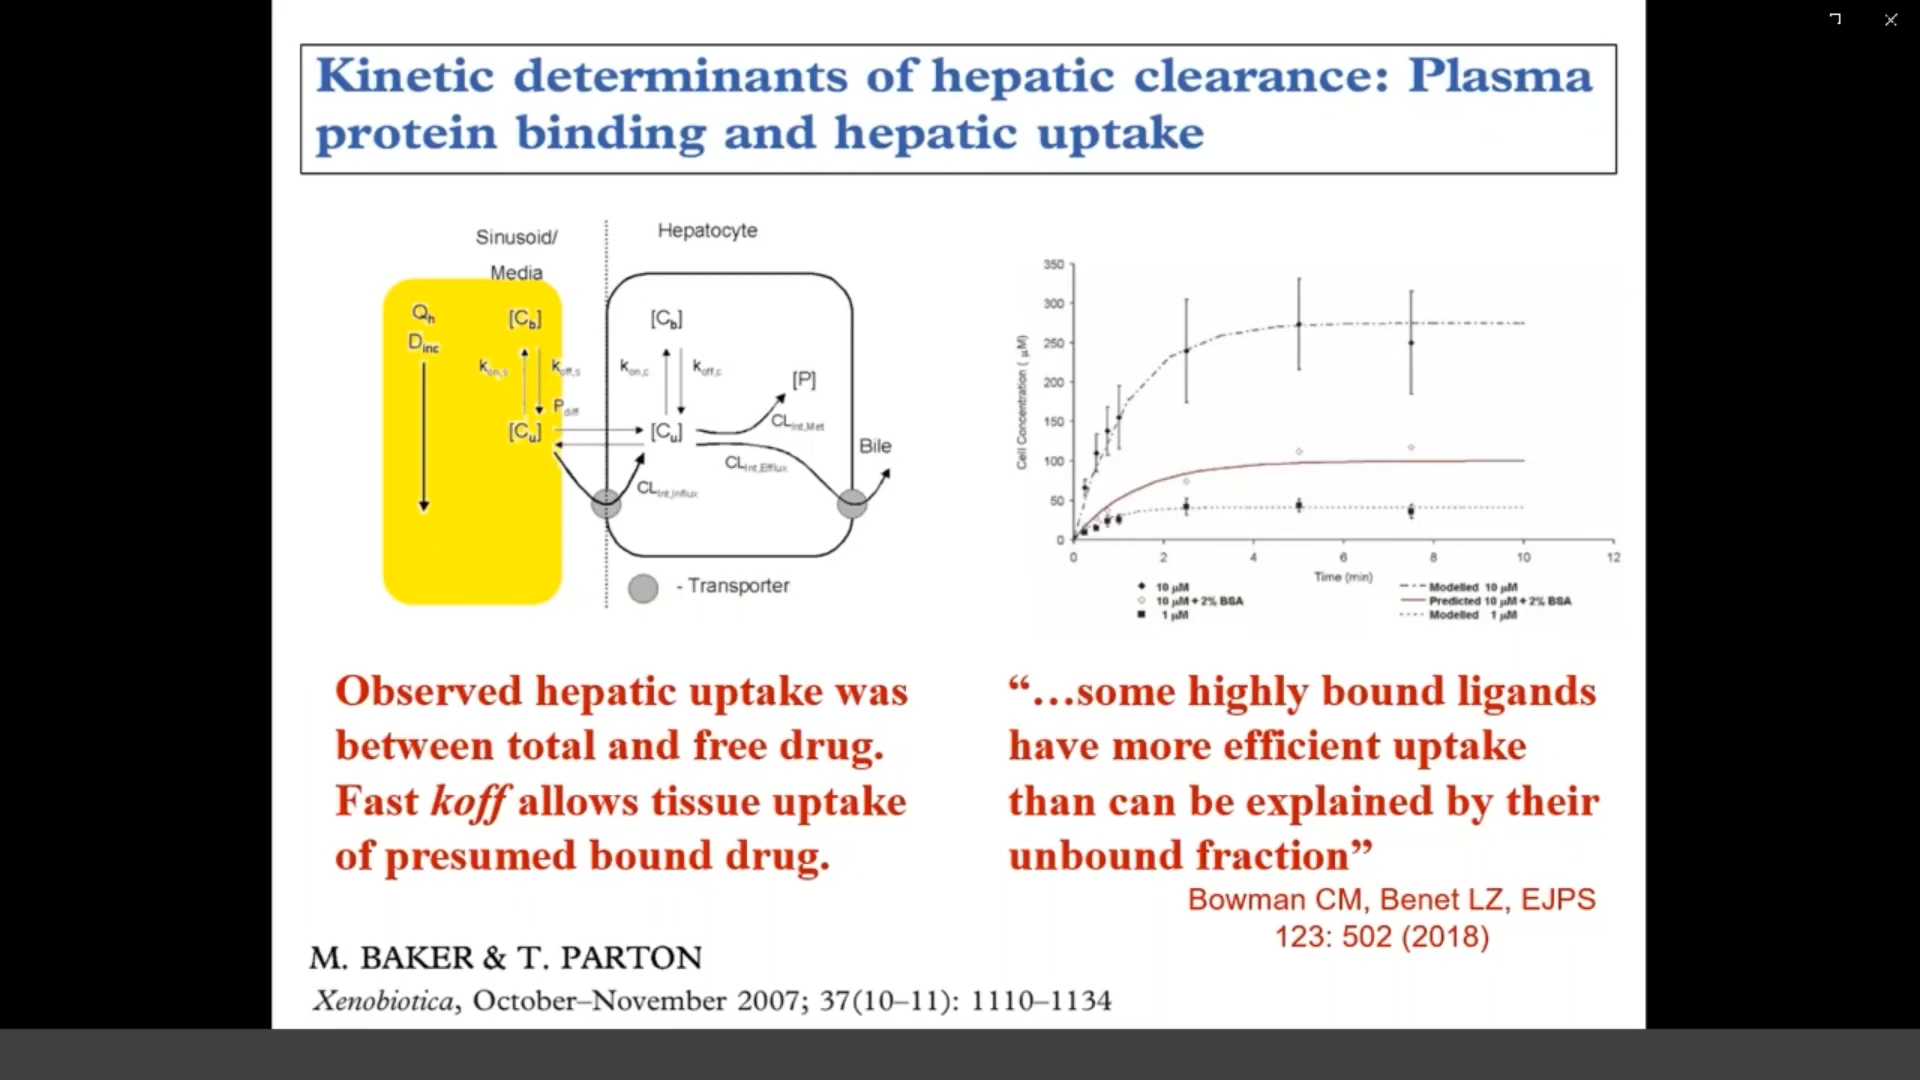 Kinetic determinants of hepatic clearance: Plasma
protein binding and hepatic uptake
Sinusoid/
Media
Hepatocyte
Qh
Dinc
[Cb]
kon,s
koff,s
Pdiff
[Cu]
[Cb]
kon,c
koff,c
[Cu]
[P]
CLint,Met
CLint,Efflux
CLint,Influx
Bile
- Transporter
Cell Concentration ( µM)
350
300
250
200
150
100
50
0
0 2 4 6 8 10 12
Time (min)
10 µM
10 µM + 2% BSA
1 µM
Modelled 10 µM
Predicted 10 µM + 2% BSA
Modelled 1 µM
Observed hepatic uptake was
between total and free drug.
Fast koff allows tissue uptake
of presumed bound drug.
“…some highly bound ligands
have more efficient uptake
than can be explained by their
unbound fraction”
Bowman CM, Benet LZ, EJPS
123: 502 (2018)
M. BAKER & T. PARTON
Xenobiotica, October–November 2007; 37(10–11): 1110–1134